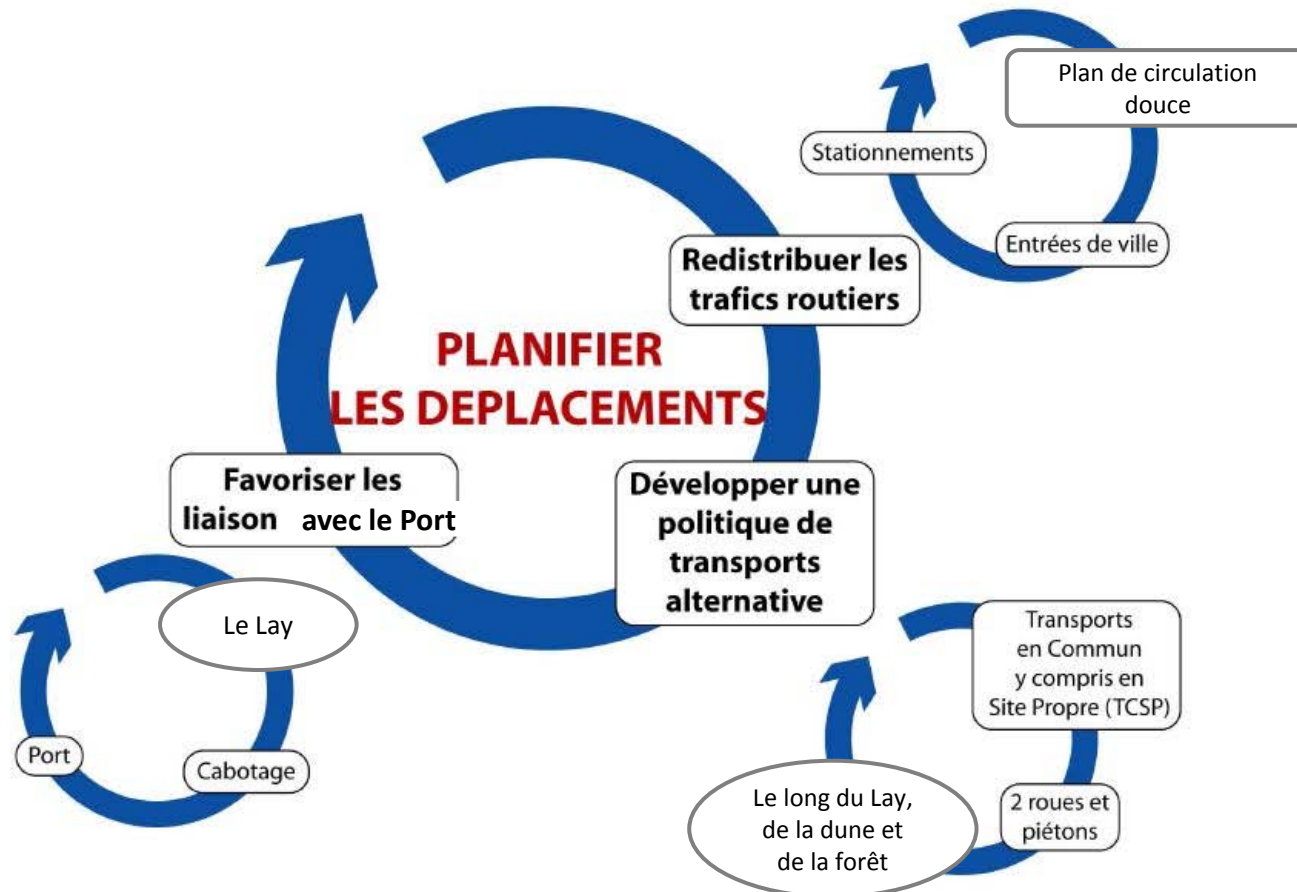 Plan de circulation
douce
Stationnements
Entrées de ville
Redistribuer les
trafics routiers
PLANIFIER
LES DEPLACEMENTS
Favoriser les
liaison avec le Port
Développer une
politique de
transports
alternative
Le Lay
Port
Cabotage
Transports
en Commun
y compris en
Site Propre (TCSP)
2 roues et
piétons
Le long du Lay,
de la dune et
de la forêt